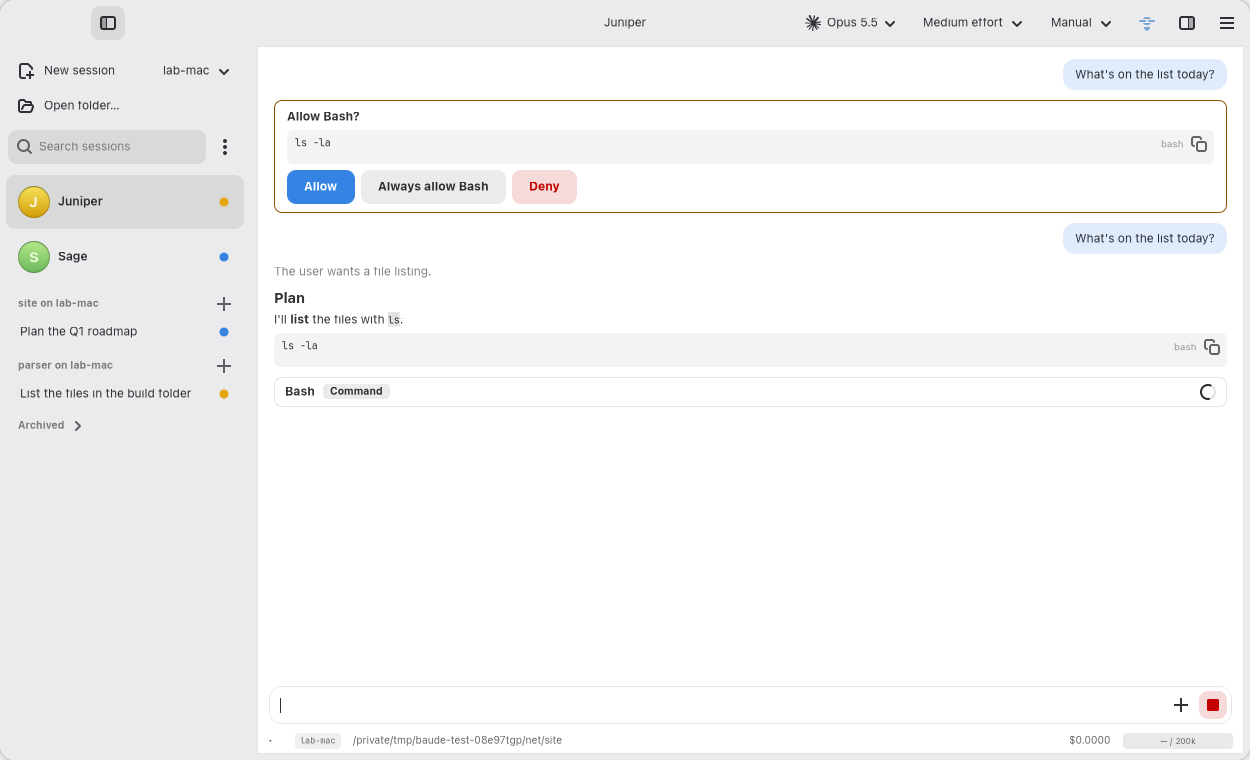 Juniper
Opus 5.5
Medium effort
Manual
New session
lab-mac
Open folder...
Search sessions
J
Juniper
S
Sage
site on lab-mac
Plan the Q1 roadmap
parser on lab-mac
List the files in the build folder
Archived
What's on the list today?
Allow Bash?
ls -la
bash
Allow
Always allow Bash
Deny
What's on the list today?
The user wants a file listing.
Plan
I'll list the files with ls.
ls -la
bash
Bash
Command
lab-mac
/private/tmp/baude-test-08e97tgp/net/site
$0.0000
— / 200k